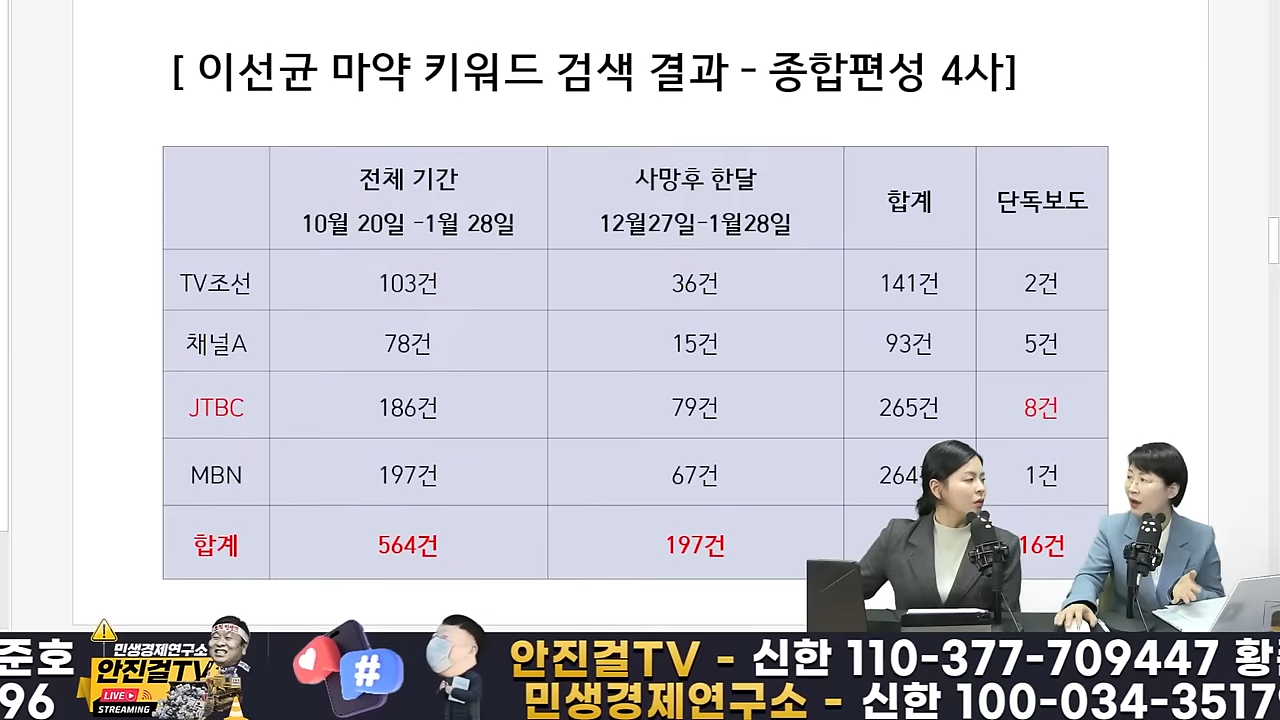 [ 이선균 마약 키워드 검색 결과 - 종합편성 4사]
전체 기간 사망후 한달 합계 단독보도
10월 20일 -1월 28일 12월27일-1월28일
TV조선 103건 36건 141건 2건
채널A 78건 15건 93건 5건
JTBC 186건 79건 265건 8건
MBN 197건 67건 264 1건
합계 564건 197건 16건
준호
96
민생경제연구소
안진걸TV
LIVE
STREAMING
#
안진걸TV - 신한 110-377-709447 황
민생경제연구소 - 신한 100-034-3517